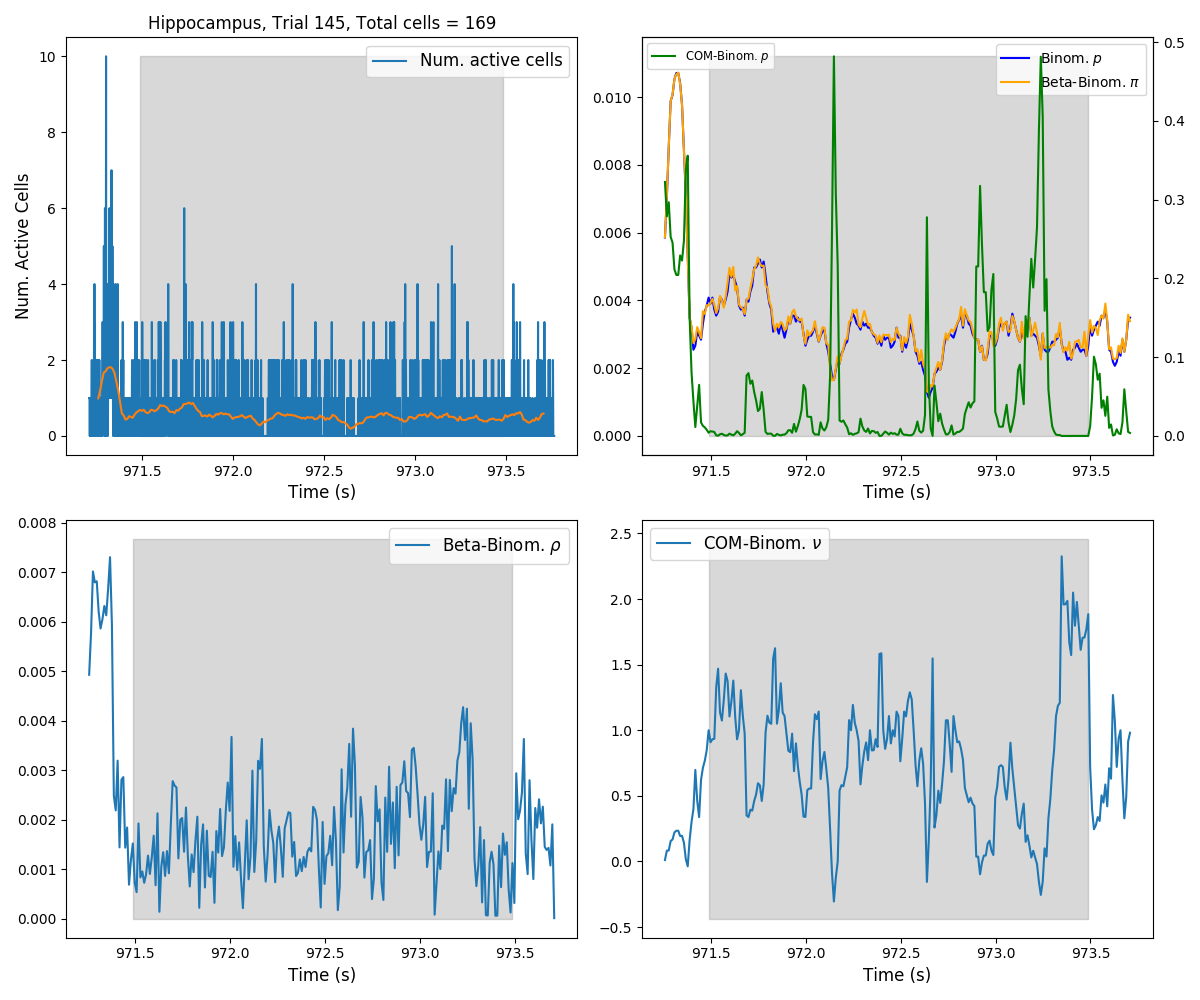 Hippocampus, Trial 145, Total cells = 169
Num. active cells
Num. Active Cells
10
8
6
4
2
0
971.5 972.0 972.5 973.0 973.5
Time (s)
COM-Binom. p
Binom. p
Beta-Binom. π
0.010
0.008
0.006
0.004
0.002
0.000
0.5
0.4
0.3
0.2
0.1
0.0
971.5 972.0 972.5 973.0 973.5
Time (s)
Beta-Binom. ρ
0.008
0.007
0.006
0.005
0.004
0.003
0.002
0.001
0.000
971.5 972.0 972.5 973.0 973.5
Time (s)
COM-Binom. ν
2.5
2.0
1.5
1.0
0.5
0.0
−0.5
971.5 972.0 972.5 973.0 973.5
Time (s)